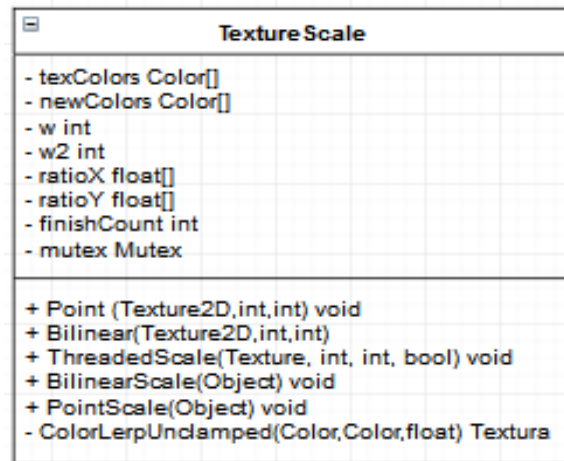 TextureScale
- texColors Color[]
- newColors Color[]
- w int
- w2 int
- ratioX float[]
- ratioY float[]
- finishCount int
- mutex Mutex
+ Point (Texture2D,int,int) void
+ Bilinear(Texture2D,int,int)
+ ThreadedScale(Texture, int, int, bool) void
+ BilinearScale(Object) void
+ PointScale(Object) void
- ColorLerpUnclamped(Color,Color,float) Textura